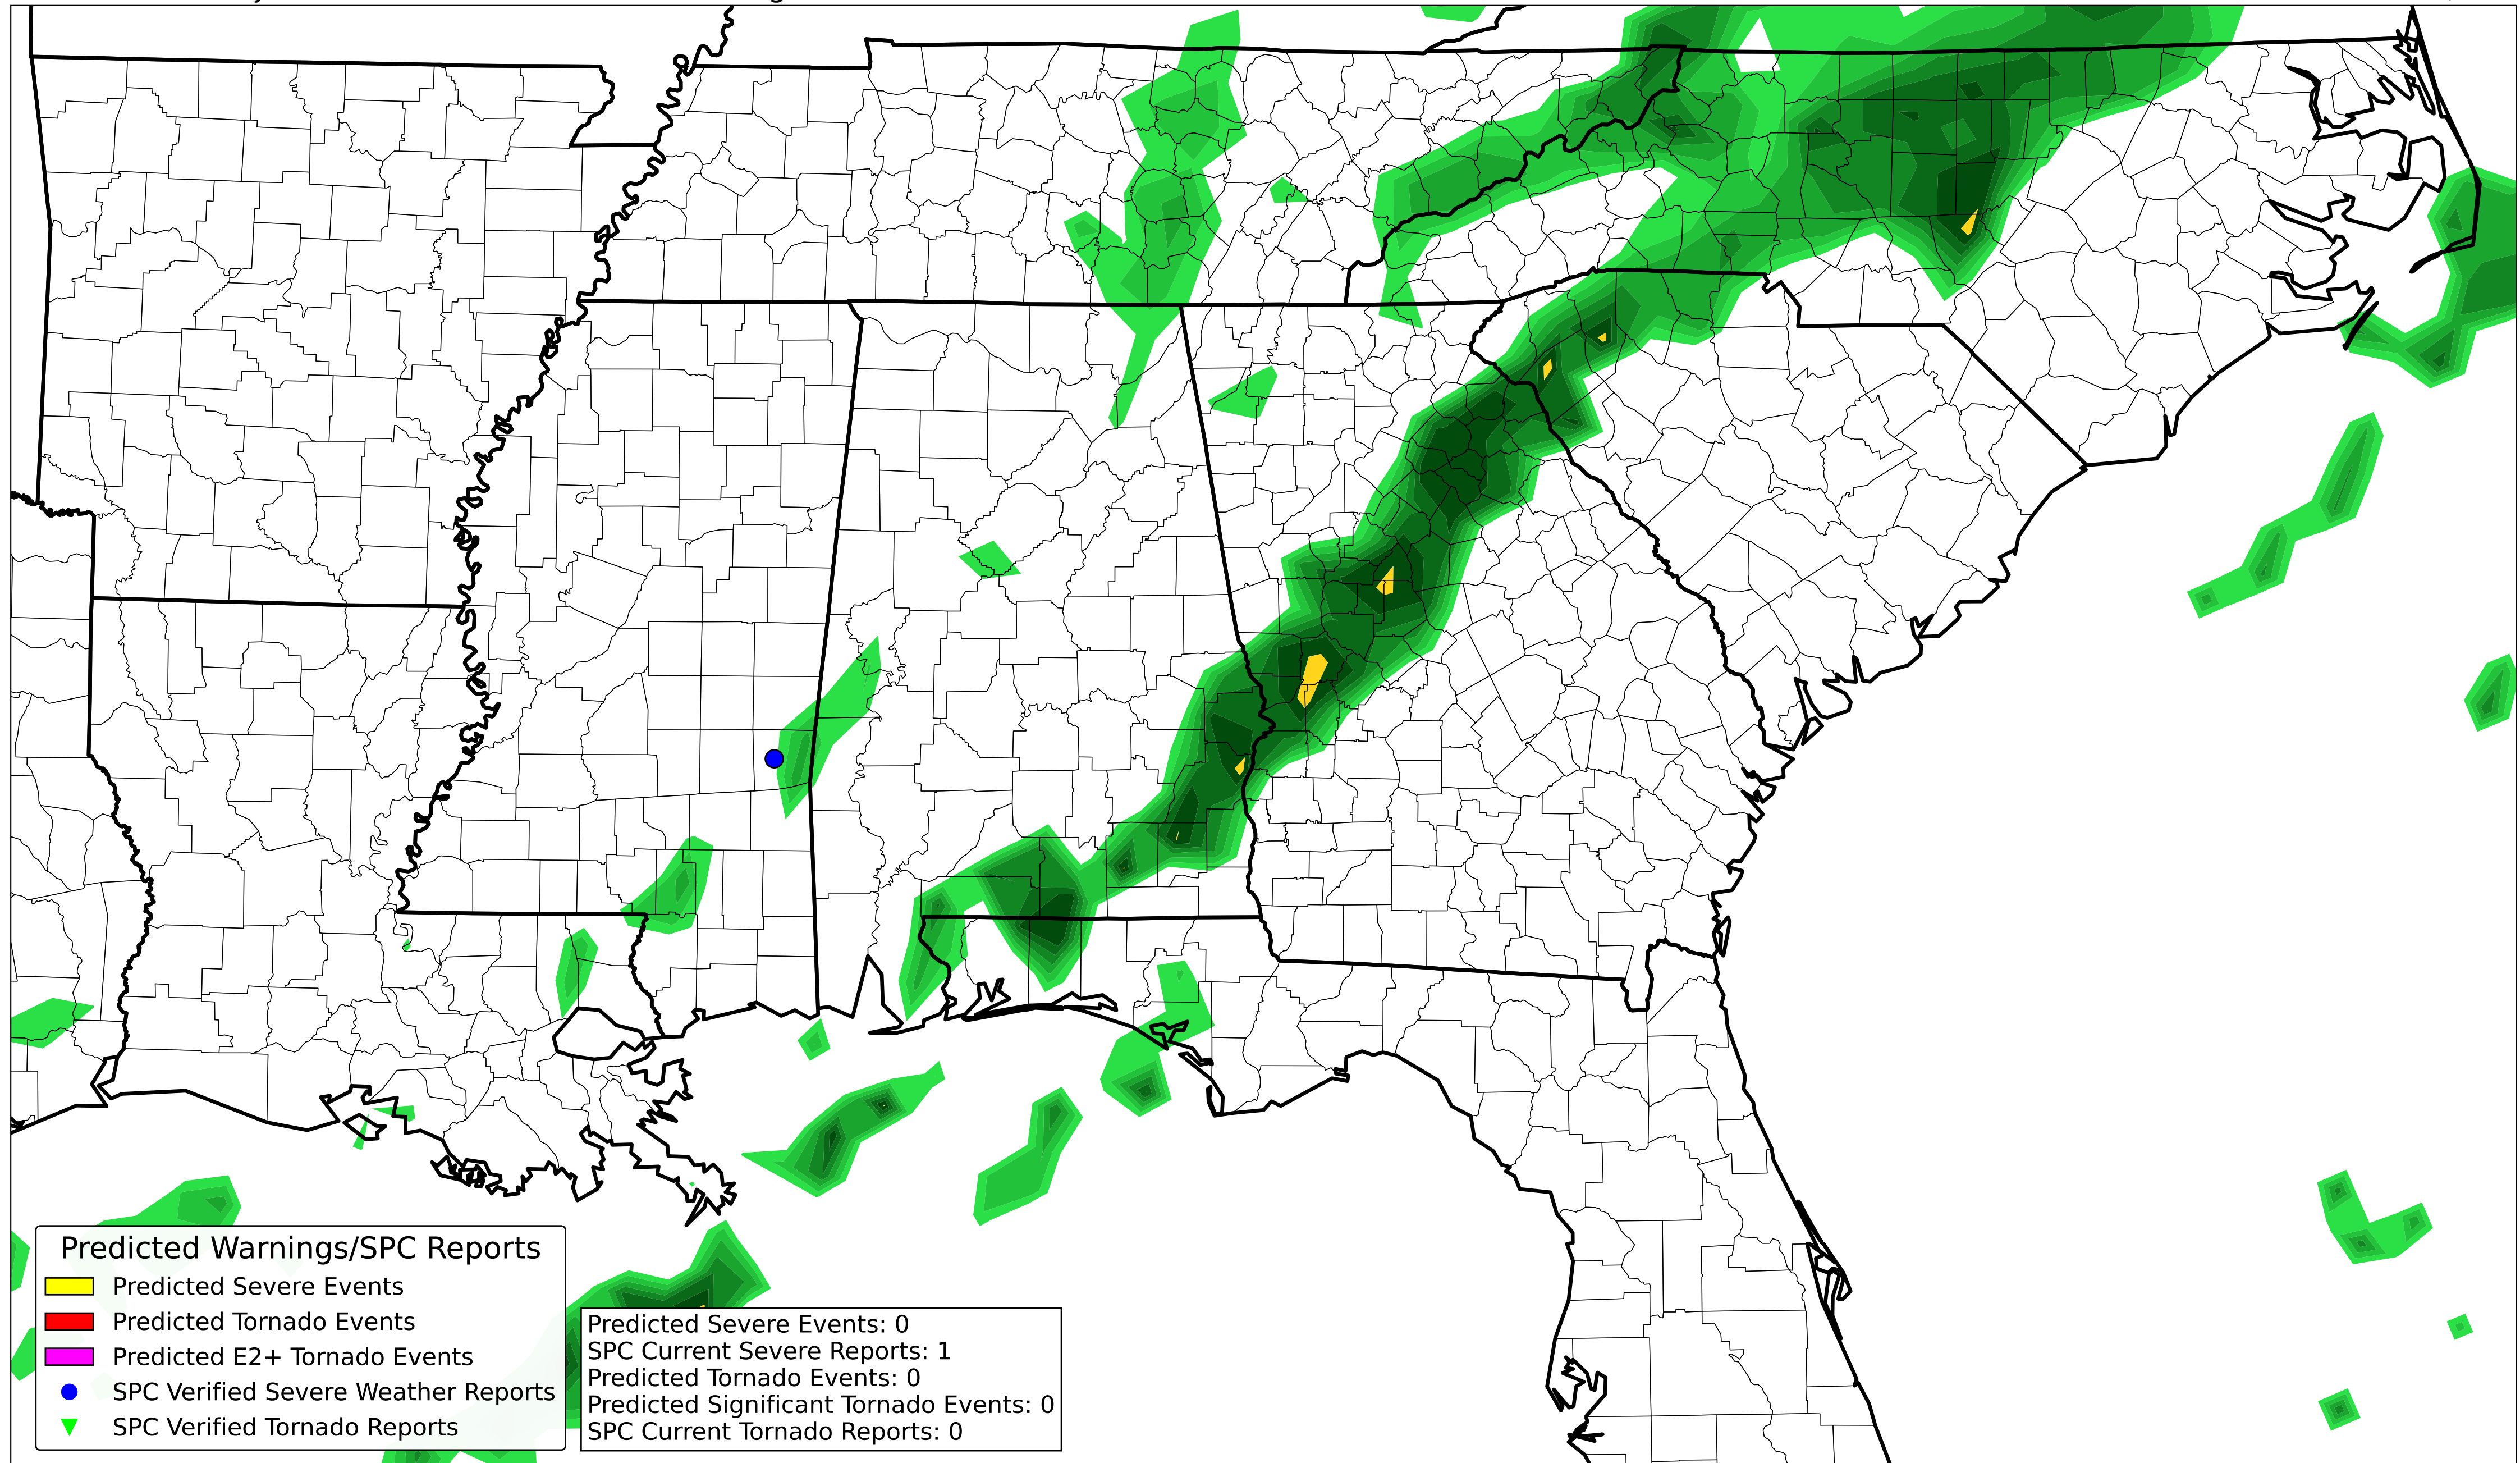 Predicted Warnings/SPC Reports
Predicted Severe Events
Predicted Tornado Events
Predicted E2+ Tornado Events
SPC Verified Severe Weather Reports
SPC Verified Tornado Reports
Predicted Severe Events: 0
SPC Current Severe Reports: 1
Predicted Tornado Events: 0
Predicted Significant Tornado Events: 0
SPC Current Tornado Reports: 0